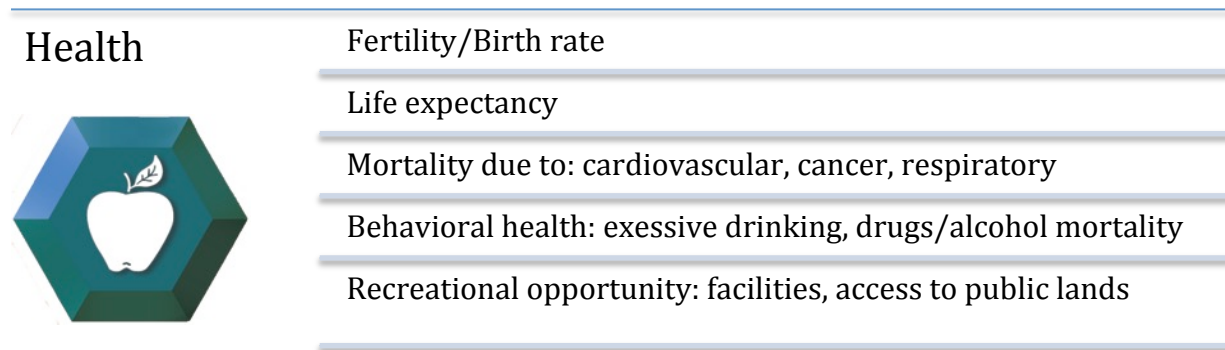 Health
Fertility/Birth rate
Life expectancy
Mortality due to: cardiovascular, cancer, respiratory
Behavioral health: exessive drinking, drugs/alcohol mortality
Recreational opportunity: facilities, access to public lands